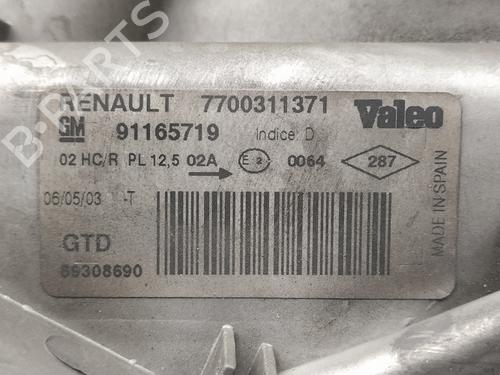 RENAULT 7700311371 Valeo
GM 91165719 indice: D
02 HC/R PL 12,5 02A E2 0064 287
06/05/03 -T
GTD
89308690
MADE IN SPAIN
B-PARTS